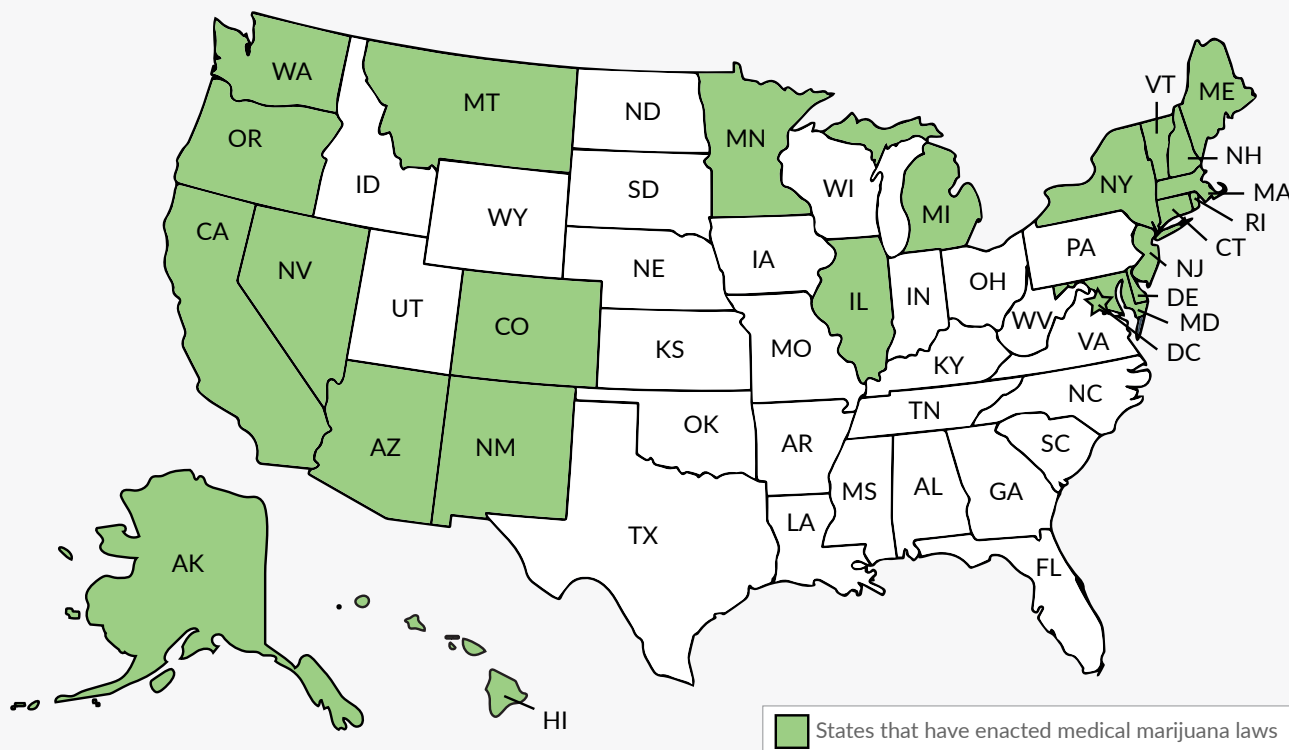 WA
MT
ND
MN
VT
ME
OR
ID
SD
WI
NH
NY
MA
WY
MI
RI
CA
CT
NV
NE
IA
PA
NJ
UT
CO
IL
IN
OH
DE
WV
MD
KS
MO
VA
DC
KY
NC
TN
OK
AR
SC
AZ
NM
MS
AL
GA
LA
TX
FL
AK
HI
States that have enacted medical marijuana laws